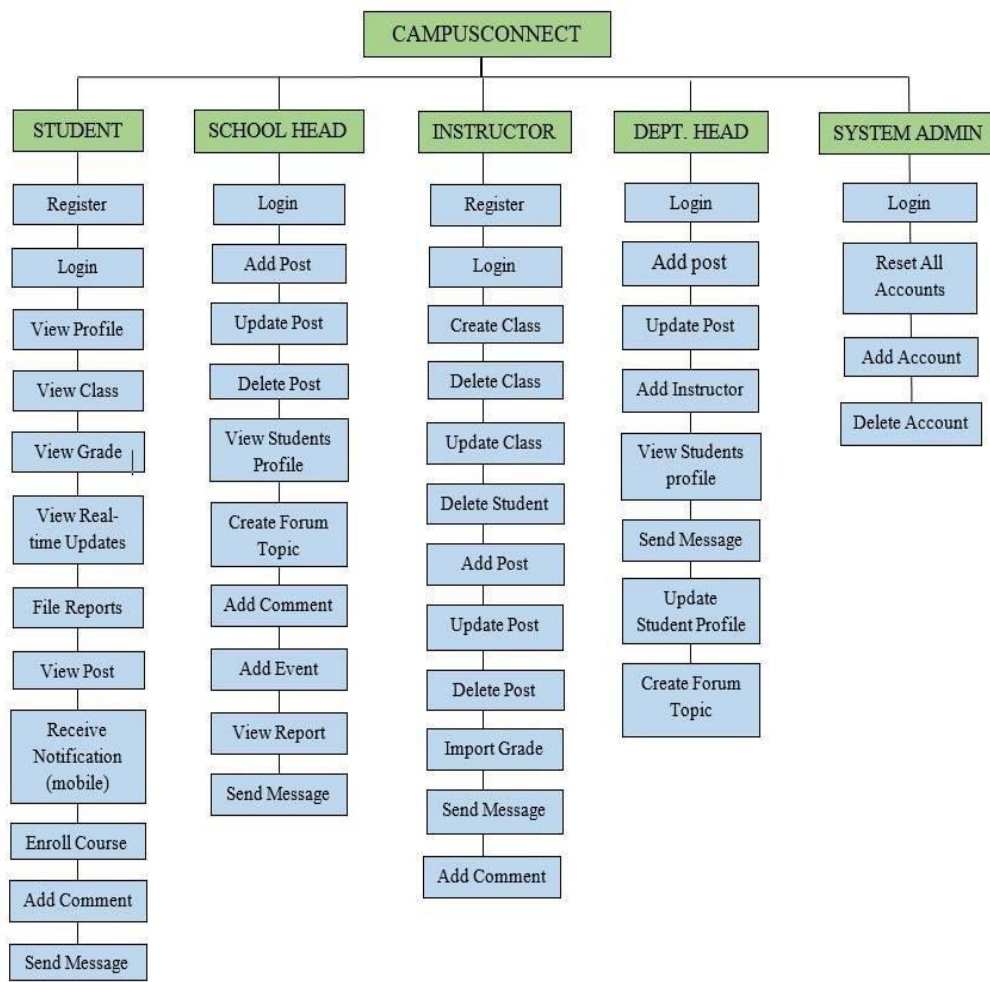 CAMPUSCONNECT
STUDENT
Register
Login
View Profile
View Class
View Grade
View Real-
time Updates
File Reports
View Post
Receive
Notification
(mobile)
Enroll Course
Add Comment
Send Message
SCHOOL HEAD
Login
Add Post
Update Post
Delete Post
View Students
Profile
Create Forum
Topic
Add Comment
Add Event
View Report
Send Message
INSTRUCTOR
Register
Login
Create Class
Delete Class
Update Class
Delete Student
Add Post
Update Post
Delete Post
Import Grade
Send Message
Add Comment
DEPT. HEAD
Login
Add post
Update Post
Add Instructor
View Students
profile
Send Message
Update
Student Profile
Create Forum
Topic
SYSTEM ADMIN
Login
Reset All
Accounts
Add Account
Delete Account